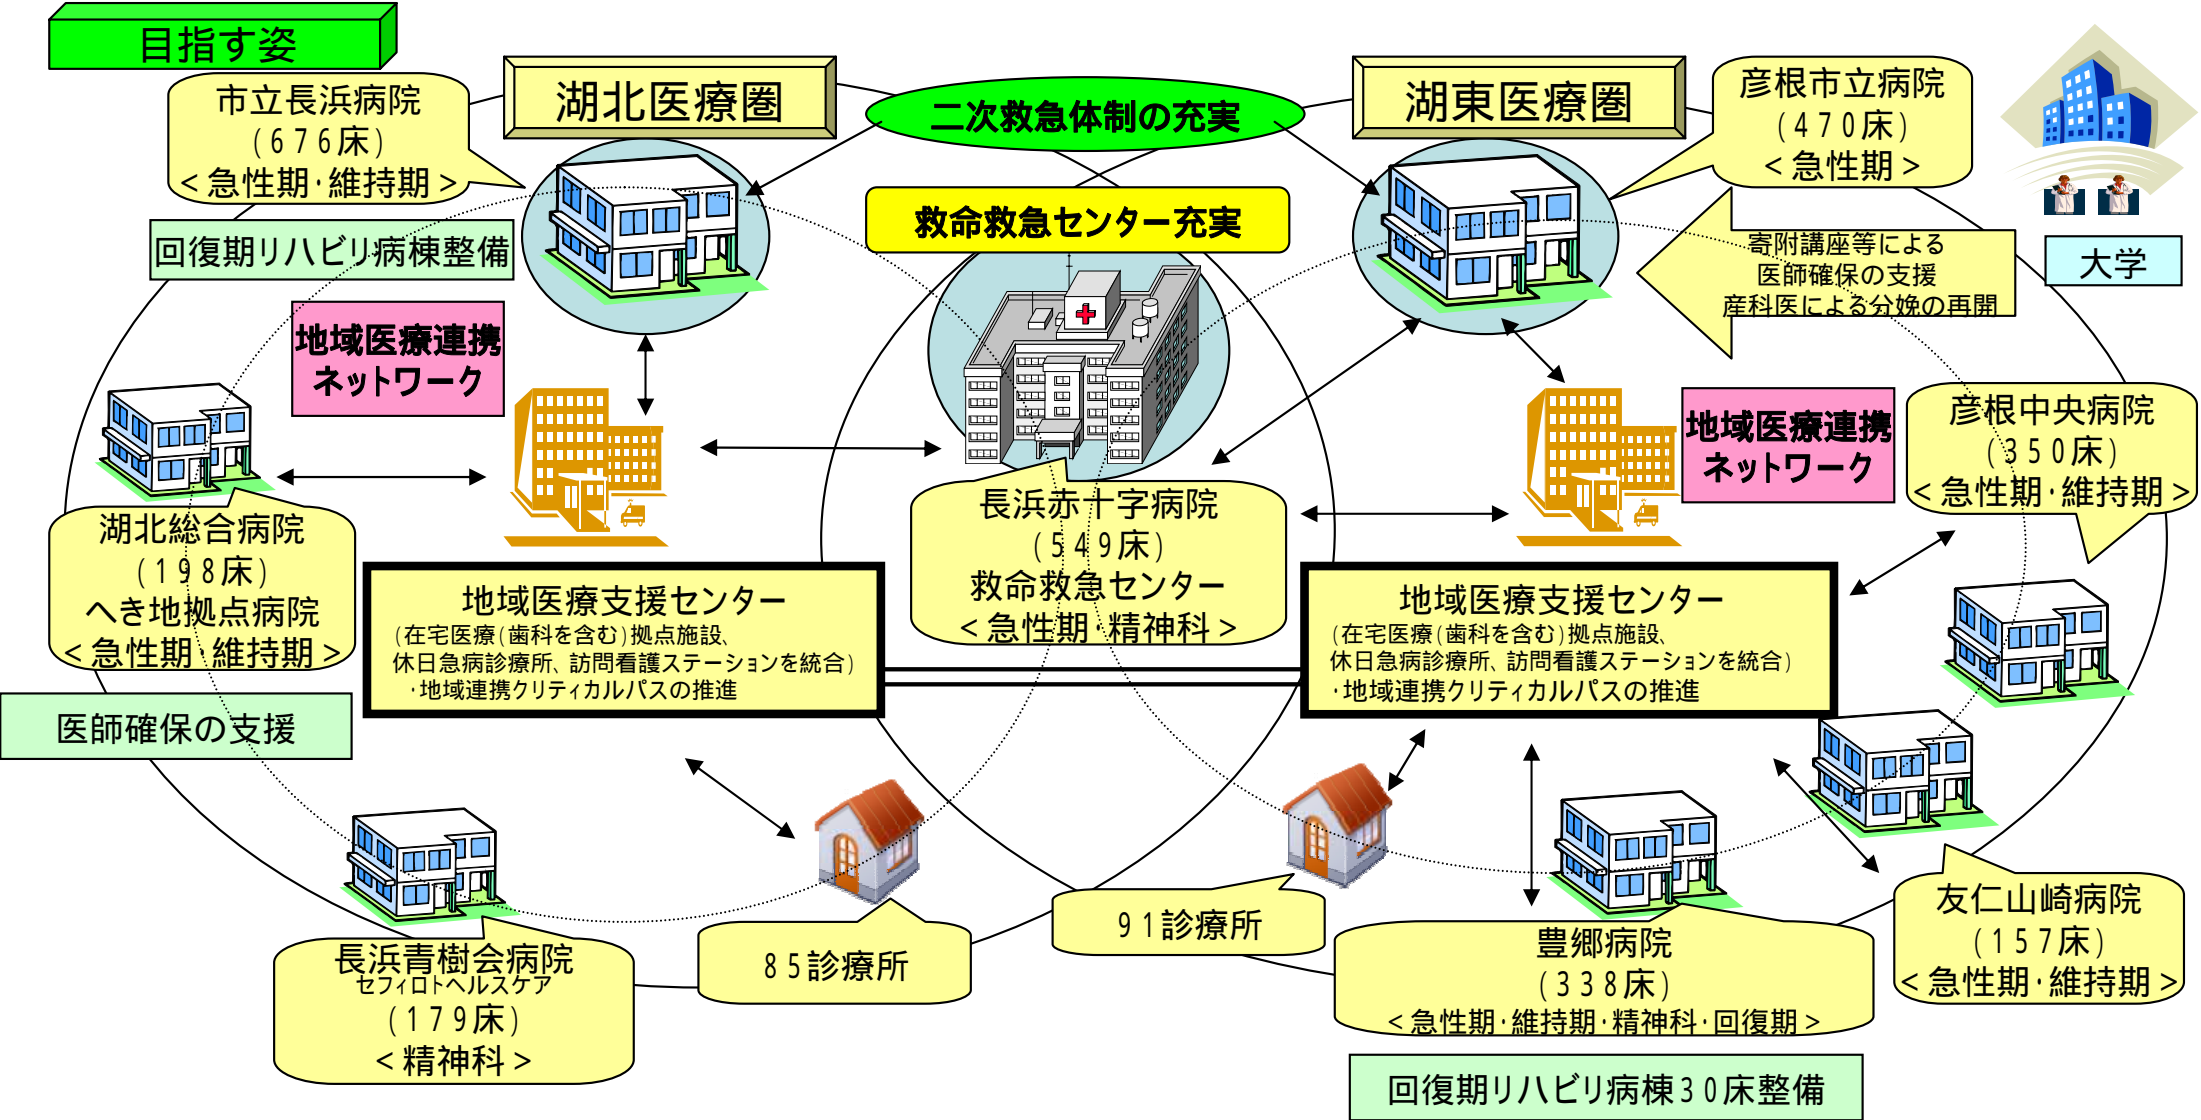 目指す姿
市立長浜病院
(676床)
<急性期・維持期>
湖北医療圏
二次救急体制の充実
湖東医療圏
彦根市立病院
(470床)
<急性期>
回復期リハビリ病棟整備
救命救急センター充実
寄附講座等による
医師確保の支援
産科医による分娩の再開
大学
地域医療連携
ネットワーク
地域医療連携
ネットワーク
彦根中央病院
(350床)
<急性期・維持期>
湖北総合病院
(198床)
へき地拠点病院
<急性期・維持期>
長浜赤十字病院
(549床)
救命救急センター
<急性期・精神科>
地域医療支援センター
(在宅医療(歯科を含む)拠点施設、
休日急病診療所、訪問看護ステーションを統合)
・地域連携クリティカルパスの推進
地域医療支援センター
(在宅医療(歯科を含む)拠点施設、
休日急病診療所、訪問看護ステーションを統合)
・地域連携クリティカルパスの推進
医師確保の支援
長浜青樹会病院
セフィロトヘルスケア
(179床)
<精神科>
85診療所
91診療所
豊郷病院
(338床)
<急性期・維持期・精神科・回復期>
友仁山崎病院
(157床)
<急性期・維持期>
回復期リハビリ病棟30床整備